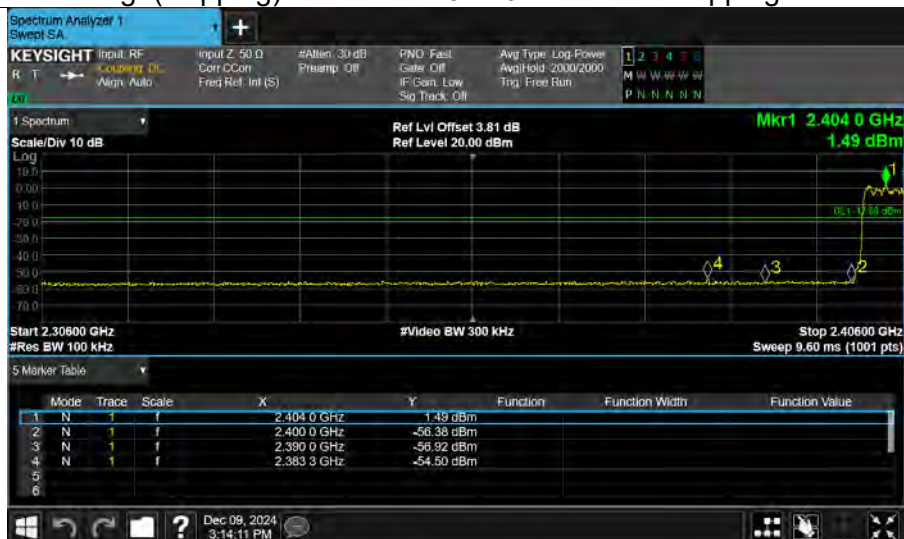 Spectrum Analyzer 1
Swept SA
+
KEYSIGHT Input: RF
R T Coupling: DC
Align: Auto
Input Z: 50 Ω
Corr CCorr
Freq Ref: Int (S)
#Atten: 30 dB
Preamp: Off
PNO: Fast
Gate: Off
IF Gain: Low
Sig Track: Off
Avg Type: Log-Power
Avg|Hold: 2000/2000
Trig: Free Run
1 2 3 4 5 6
M W W W W W
P N N N N N
1 Spectrum
Scale/Div 10 dB
Ref Lvl Offset 3.81 dB
Ref Level 20.00 dBm
Mkr1 2.404 0 GHz
1.49 dBm
Log
10.0
0.00
-10.0
-20.0
-30.0
-40.0
-50.0
-60.0
-70.0
1
4
3
2
Start 2.30600 GHz
#Res BW 100 kHz
#Video BW 300 kHz
Stop 2.40600 GHz
Sweep 9.60 ms (1001 pts)
5 Marker Table
Mode Trace Scale X Y Function Function Width Function Value
1 N 1 f 2.404 0 GHz 1.49 dBm
2 N 1 f 2.400 0 GHz -56.38 dBm
3 N 1 f 2.390 0 GHz -56.92 dBm
4 N 1 f 2.383 3 GHz -54.50 dBm
5
6
?
Dec 09, 2024
3:14:11 PM